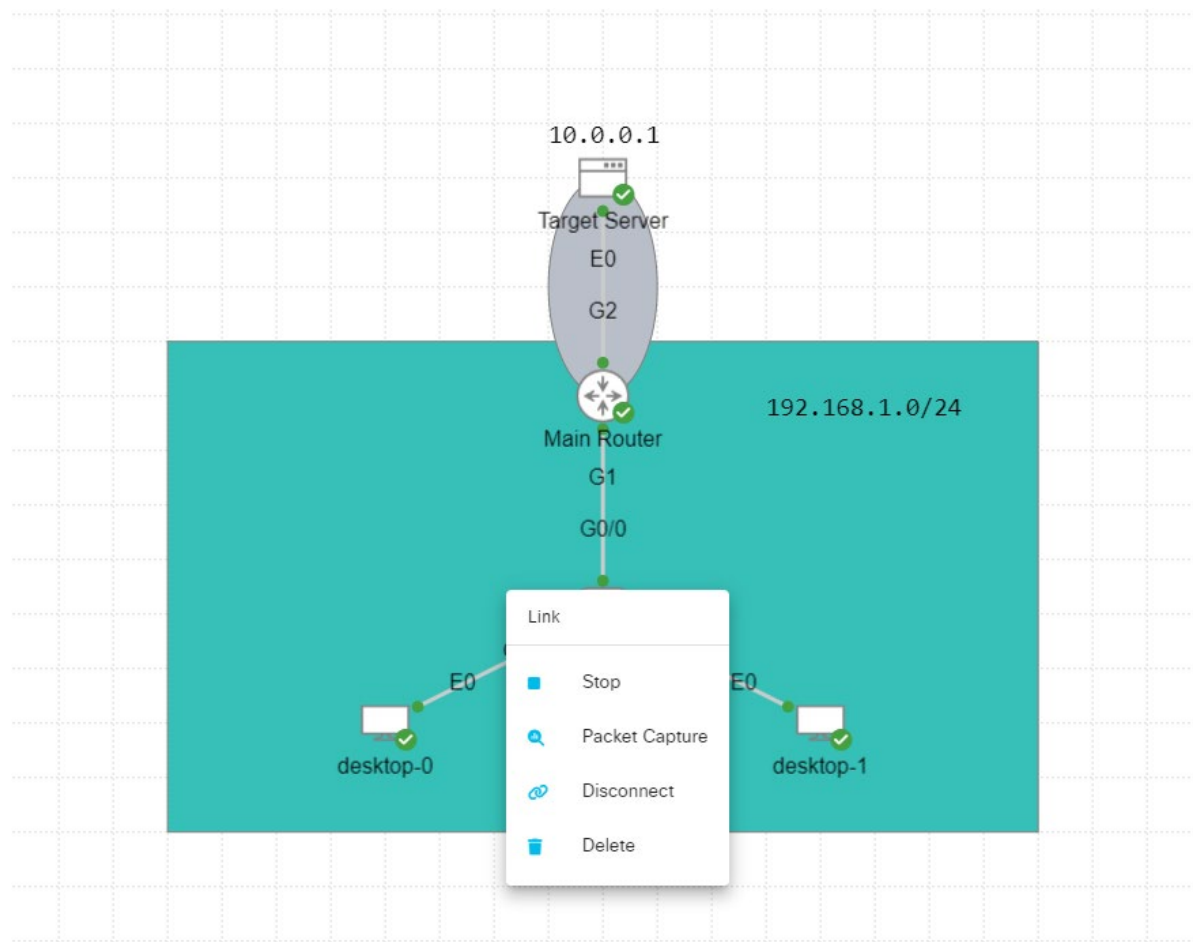 10.0.0.1
Target Server
E0
G2
192.168.1.0/24
Main Router
G1
G0/0
Link
E0
Stop
E0
desktop-0
Packet Capture
desktop-1
Disconnect
Delete